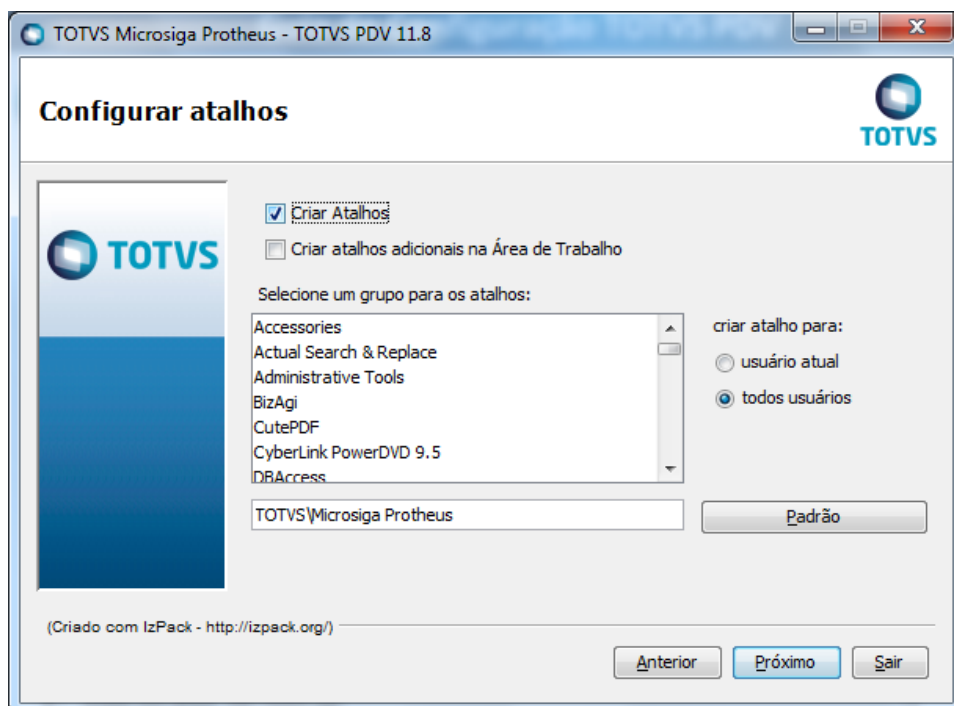 TOTVS Microsiga Protheus - TOTVS PDV 11.8
Configurar atalhos
TOTVS
TOTVS
Criar Atalhos
Criar atalhos adicionais na Área de Trabalho
Selecione um grupo para os atalhos:
Accessories
Actual Search & Replace
Administrative Tools
BizAgi
CutePDF
CyberLink PowerDVD 9.5
DBAccess
criar atalho para:
usuário atual
todos usuários
TOTVS\Microsiga Protheus
Padrão
(Criado com IzPack - http://izpack.org/)
Anterior
Próximo
Sair